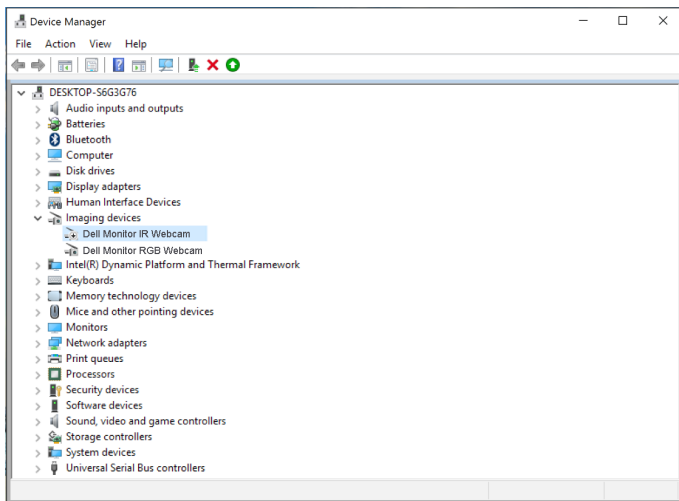 Device Manager
File Action View Help
DESKTOP-S6G3G76
Audio inputs and outputs
Batteries
Bluetooth
Computer
Disk drives
Display adapters
Human Interface Devices
Imaging devices
Dell Monitor IR Webcam
Dell Monitor RGB Webcam
Intel(R) Dynamic Platform and Thermal Framework
Keyboards
Memory technology devices
Mice and other pointing devices
Monitors
Network adapters
Print queues
Processors
Security devices
Software devices
Sound, video and game controllers
Storage controllers
System devices
Universal Serial Bus controllers